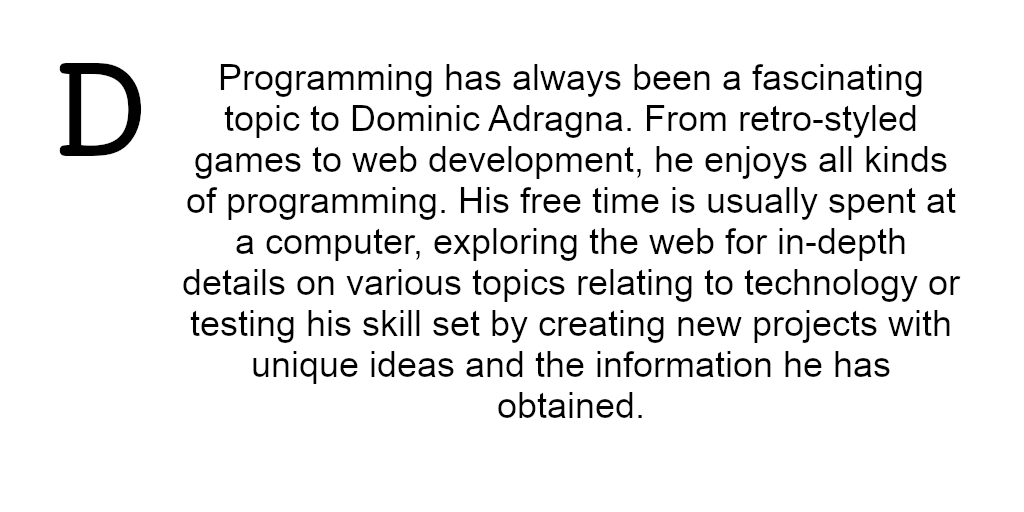 D
Programming has always been a fascinating
topic to Dominic Adragna. From retro-styled
games to web development, he enjoys all kinds
of programming. His free time is usually spent at
a computer, exploring the web for in-depth
details on various topics relating to technology or
testing his skill set by creating new projects with
unique ideas and the information he has
obtained.